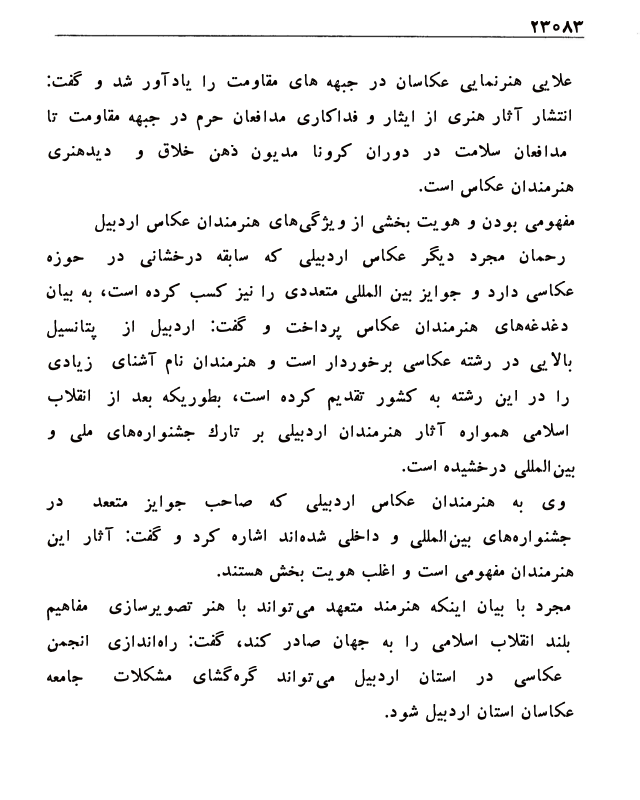 ۲۳۰۸۳
علایی هنرنمایی عکاسان در جبهه های مقاومت را یادآور شد و گفت:
انتشار آثار هنری از ایثار و فداکاری مدافعان حرم در جبهه مقاومت تا
مدافعان سلامت در دوران کرونا مدیون ذهن خلاق و دیدهنری
هنرمندان عکاس است.
مفهومی بودن و هویت بخشی از ویژگی‌های هنرمندان عکاس اردبیل
رحمان مجرد دیگر عکاس اردبیلی که سابقه درخشانی در حوزه
عکاسی دارد و جوایز بین المللی متعددی را نیز کسب کرده است، به بیان
دغدغه‌های هنرمندان عکاس پرداخت و گفت: اردبیل از پتانسیل
بالایی در رشته عکاسی برخوردار است و هنرمندان نام آشنای زیادی
را در این رشته به کشور تقدیم کرده است، بطوریکه بعد از انقلاب
اسلامی همواره آثار هنرمندان اردبیلی بر تارك جشنواره‌های ملی و
بین‌المللی درخشیده است.
وی به هنرمندان عکاس اردبیلی که صاحب جوایز متععد در
جشنواره‌های بین‌المللی و داخلی شده‌اند اشاره کرد و گفت: آثار این
هنرمندان مفهومی است و اغلب هویت بخش هستند.
مجرد با بیان اینکه هنرمند متعهد می‌تواند با هنر تصویرسازی مفاهیم
بلند انقلاب اسلامی را به جهان صادر کند، گفت: راه‌اندازی انجمن
عکاسی در استان اردبیل می‌تواند گره‌گشای مشکلات جامعه
عکاسان استان اردبیل شود.